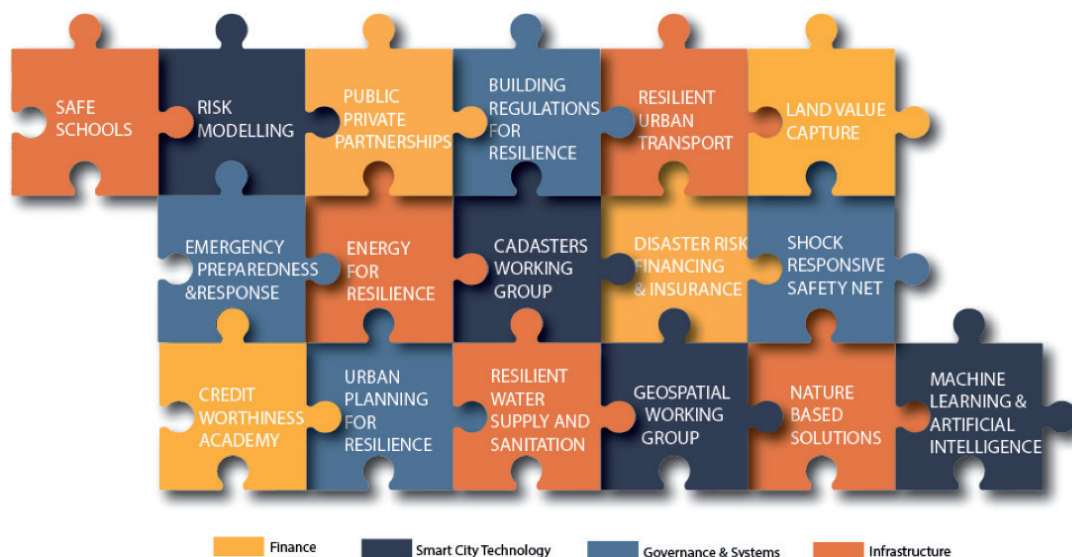 SAFE
SCHOOLS
RISK
MODELLING
PUBLIC
PRIVATE
PARTNERSHIPS
BUILDING
REGULATIONS
FOR
RESILIENCE
RESILIENT
URBAN
TRANSPORT
LAND VALUE
CAPTURE
EMERGENCY
PREPAREDNESS
&RESPONSE
ENERGY
FOR
RESILIENCE
CADASTERS
WORKING
GROUP
DISASTER RISK
FINANCING
& INSURANCE
SHOCK
RESPONSIVE
SAFETY NET
CREDIT
WORTHINESS
ACADEMY
URBAN
PLANNING
FOR
RESILIENCE
RESILIENT
WATER
SUPPLY AND
SANITATION
GEOSPATIAL
WORKING
GROUP
NATURE
BASED
SOLUTIONS
MACHINE
LEARNING &
ARTIFICIAL
INTELLIGENCE
Finance
Smart City Technology
Governance & Systems
Infrastructure